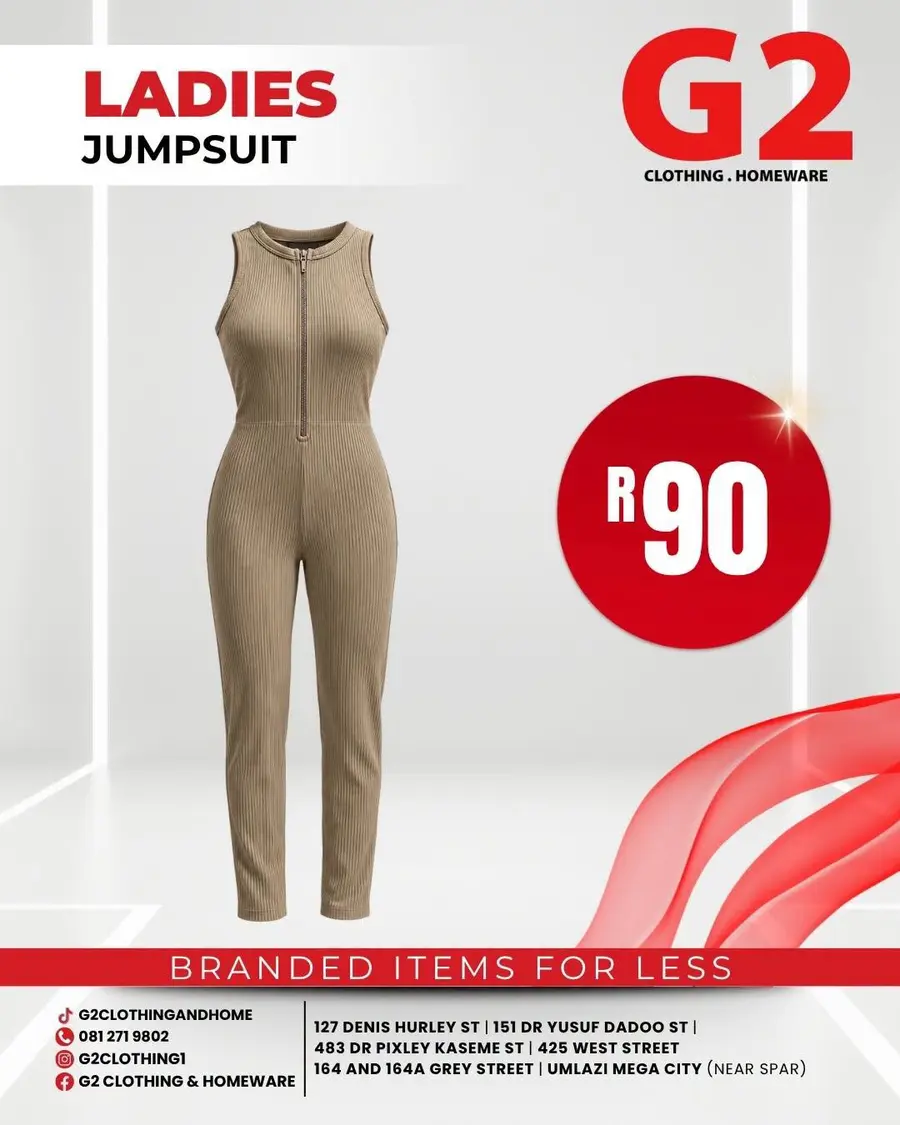 LADIES
JUMPSUIT
G2
CLOTHING . HOMEWARE
R90
BRANDED ITEMS FOR LESS
G2CLOTHINGANDHOME
081 271 9802
G2CLOTHING1
G2 CLOTHING & HOMEWARE
127 DENIS HURLEY ST | 151 DR YUSUF DADOO ST |
483 DR PIXLEY KASEME ST | 425 WEST STREET
164 AND 164A GREY STREET | UMLAZI MEGA CITY (NEAR SPAR)